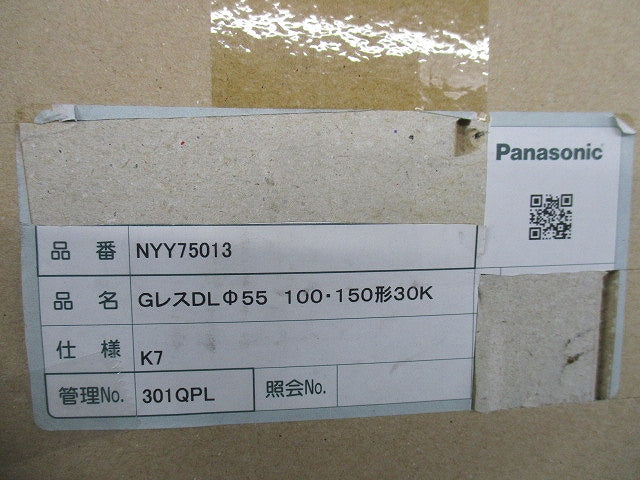 Panasonic
品番 NYY75013
品名 GレスDLΦ55 100・150形30K
仕様 K7
管理No. 301QPL 照会No.